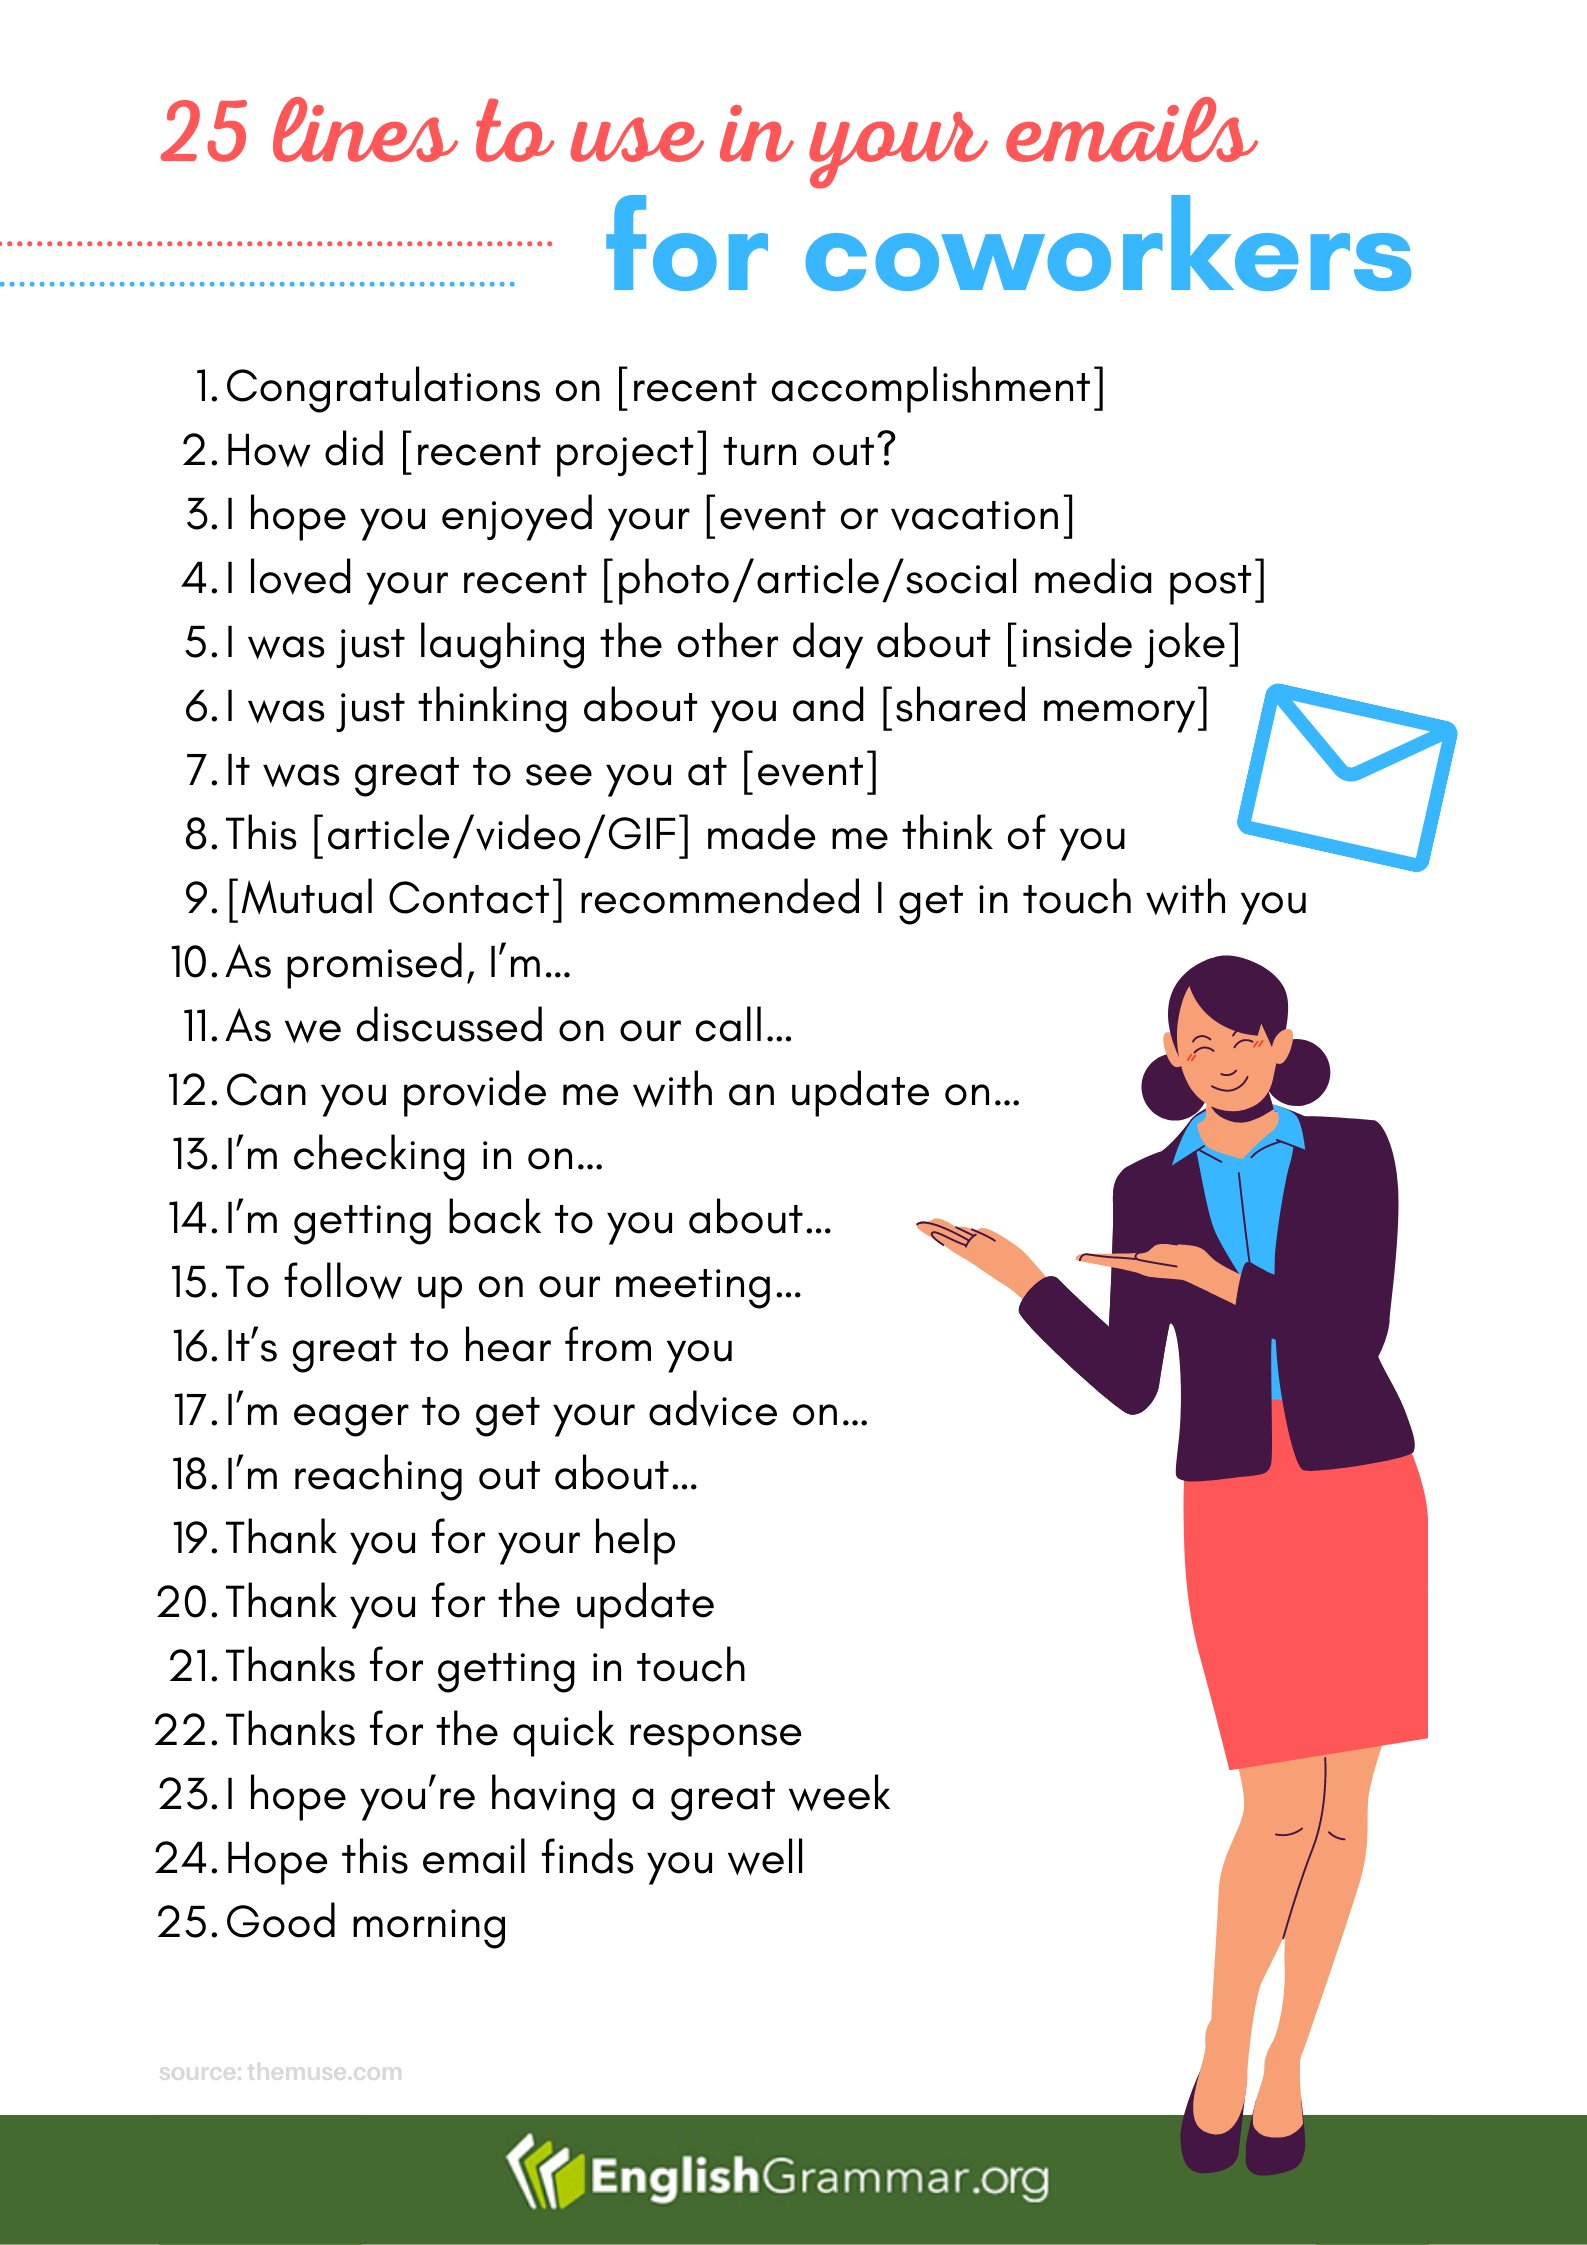 25 lines to use in your emails
for coworkers
1. Congratulations on [recent accomplishment]
2. How did [recent project] turn out?
3. I hope you enjoyed your [event or vacation]
4. I loved your recent [photo/article/social media post]
5. I was just laughing the other day about [inside joke]
6. I was just thinking about you and [shared memory]
7. It was great to see you at [event]
8. This [article/video/GIF] made me think of you
9. [Mutual Contact] recommended I get in touch with you
10. As promised, I’m…
11. As we discussed on our call…
12. Can you provide me with an update on…
13. I’m checking in on…
14. I’m getting back to you about…
15. To follow up on our meeting…
16. It’s great to hear from you
17. I’m eager to get your advice on…
18. I’m reaching out about…
19. Thank you for your help
20. Thank you for the update
21. Thanks for getting in touch
22. Thanks for the quick response
23. I hope you’re having a great week
24. Hope this email finds you well
25. Good morning
source: themuse.com
EnglishGrammar.org